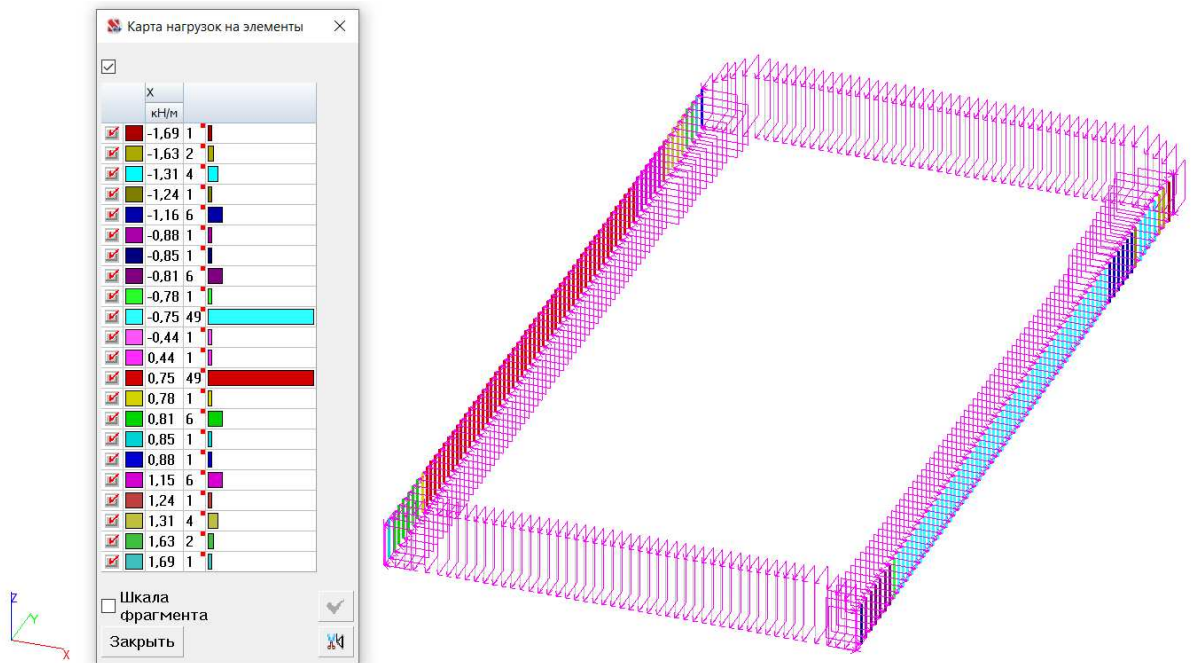 Карта нагрузок на элементы
X
кН/м
-1,69 1
-1,63 2
-1,31 4
-1,24 1
-1,16 6
-0,88 1
-0,85 1
-0,81 6
-0,78 1
-0,75 49
-0,44 1
0,44 1
0,75 49
0,78 1
0,81 6
0,85 1
0,88 1
1,15 6
1,24 1
1,31 4
1,63 2
1,69 1
Шкала
фрагмента
Закрыть
Z
Y
X